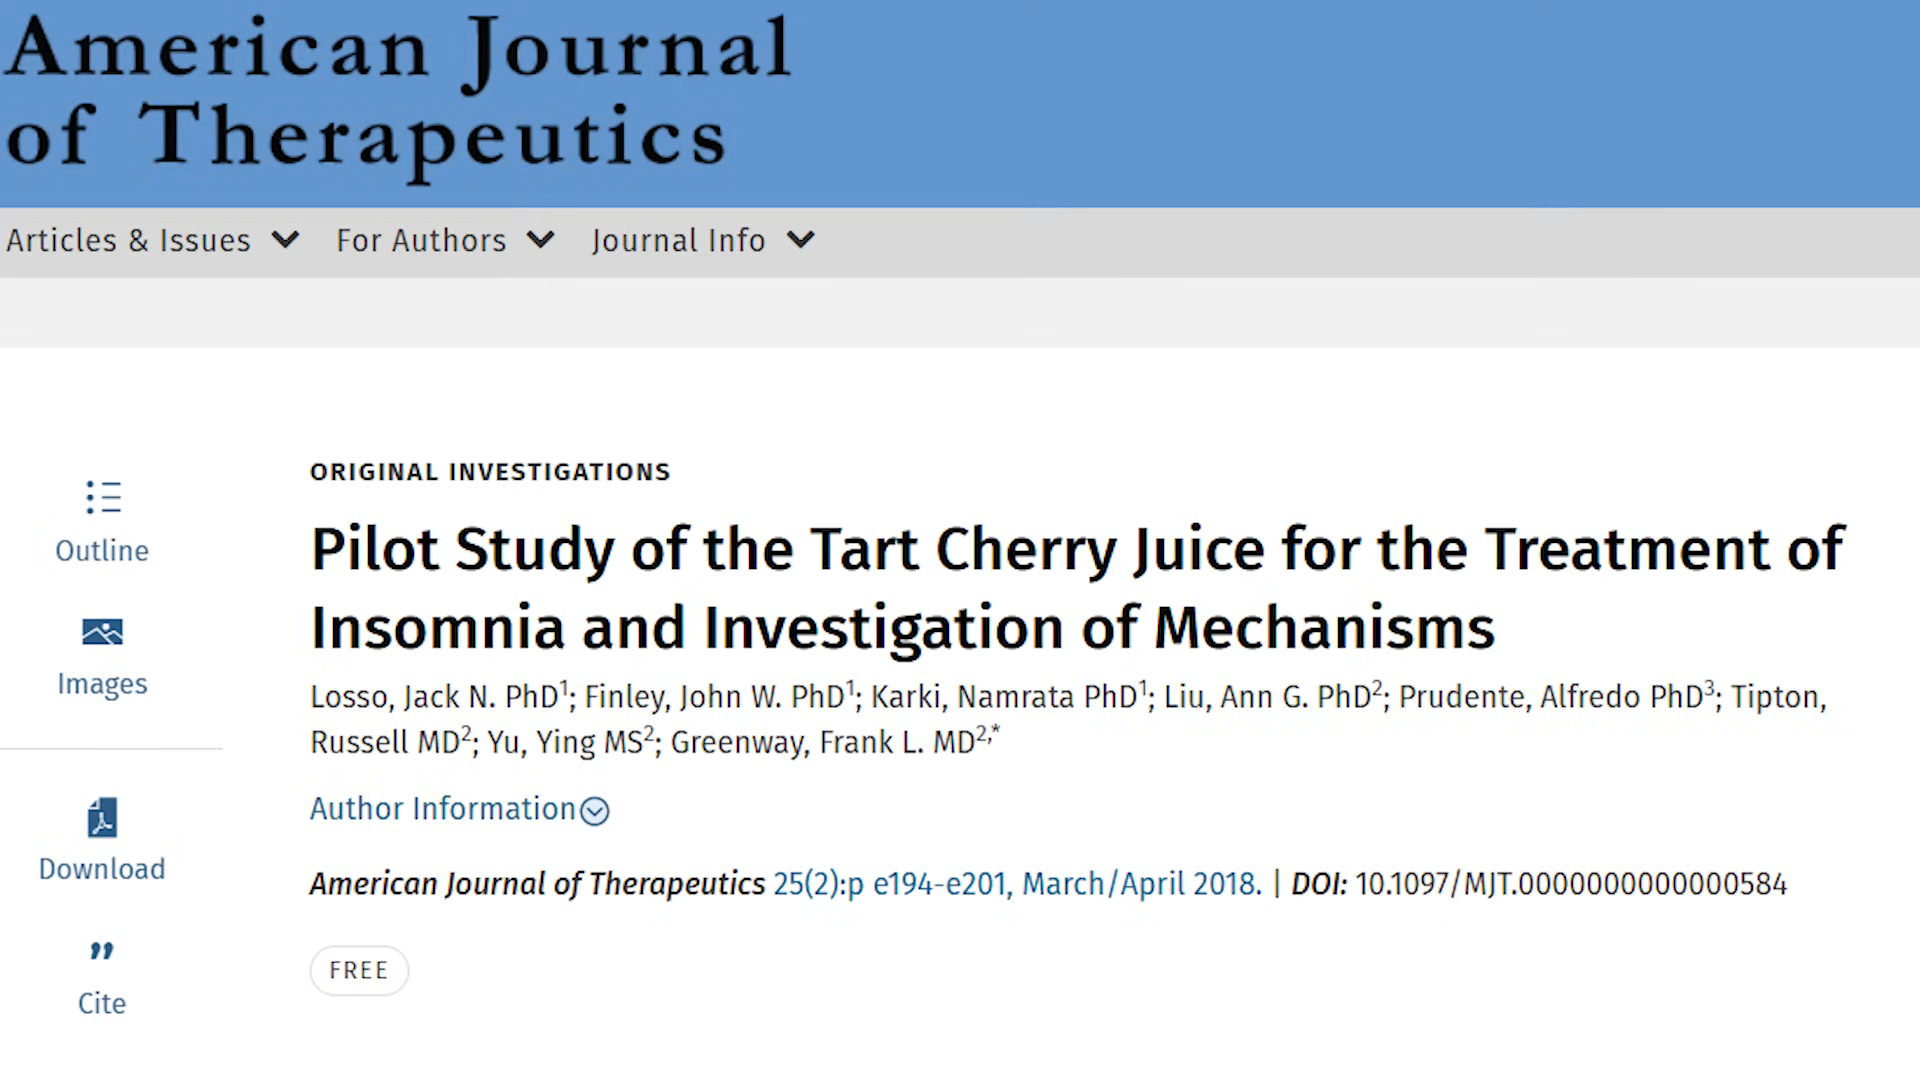 American Journal
of Therapeutics
Articles & Issues For Authors Journal Info
ORIGINAL INVESTIGATIONS
Pilot Study of the Tart Cherry Juice for the Treatment of
Insomnia and Investigation of Mechanisms
Losso, Jack N. PhD1; Finley, John W. PhD1; Karki, Namrata PhD1; Liu, Ann G. PhD2; Prudente, Alfredo PhD3; Tipton,
Russell MD2; Yu, Ying MS2; Greenway, Frank L. MD2,*
Author Information
American Journal of Therapeutics 25(2):p e194-e201, March/April 2018. | DOI: 10.1097/MJT.0000000000000584
FREE
Outline
Images
Download
Cite